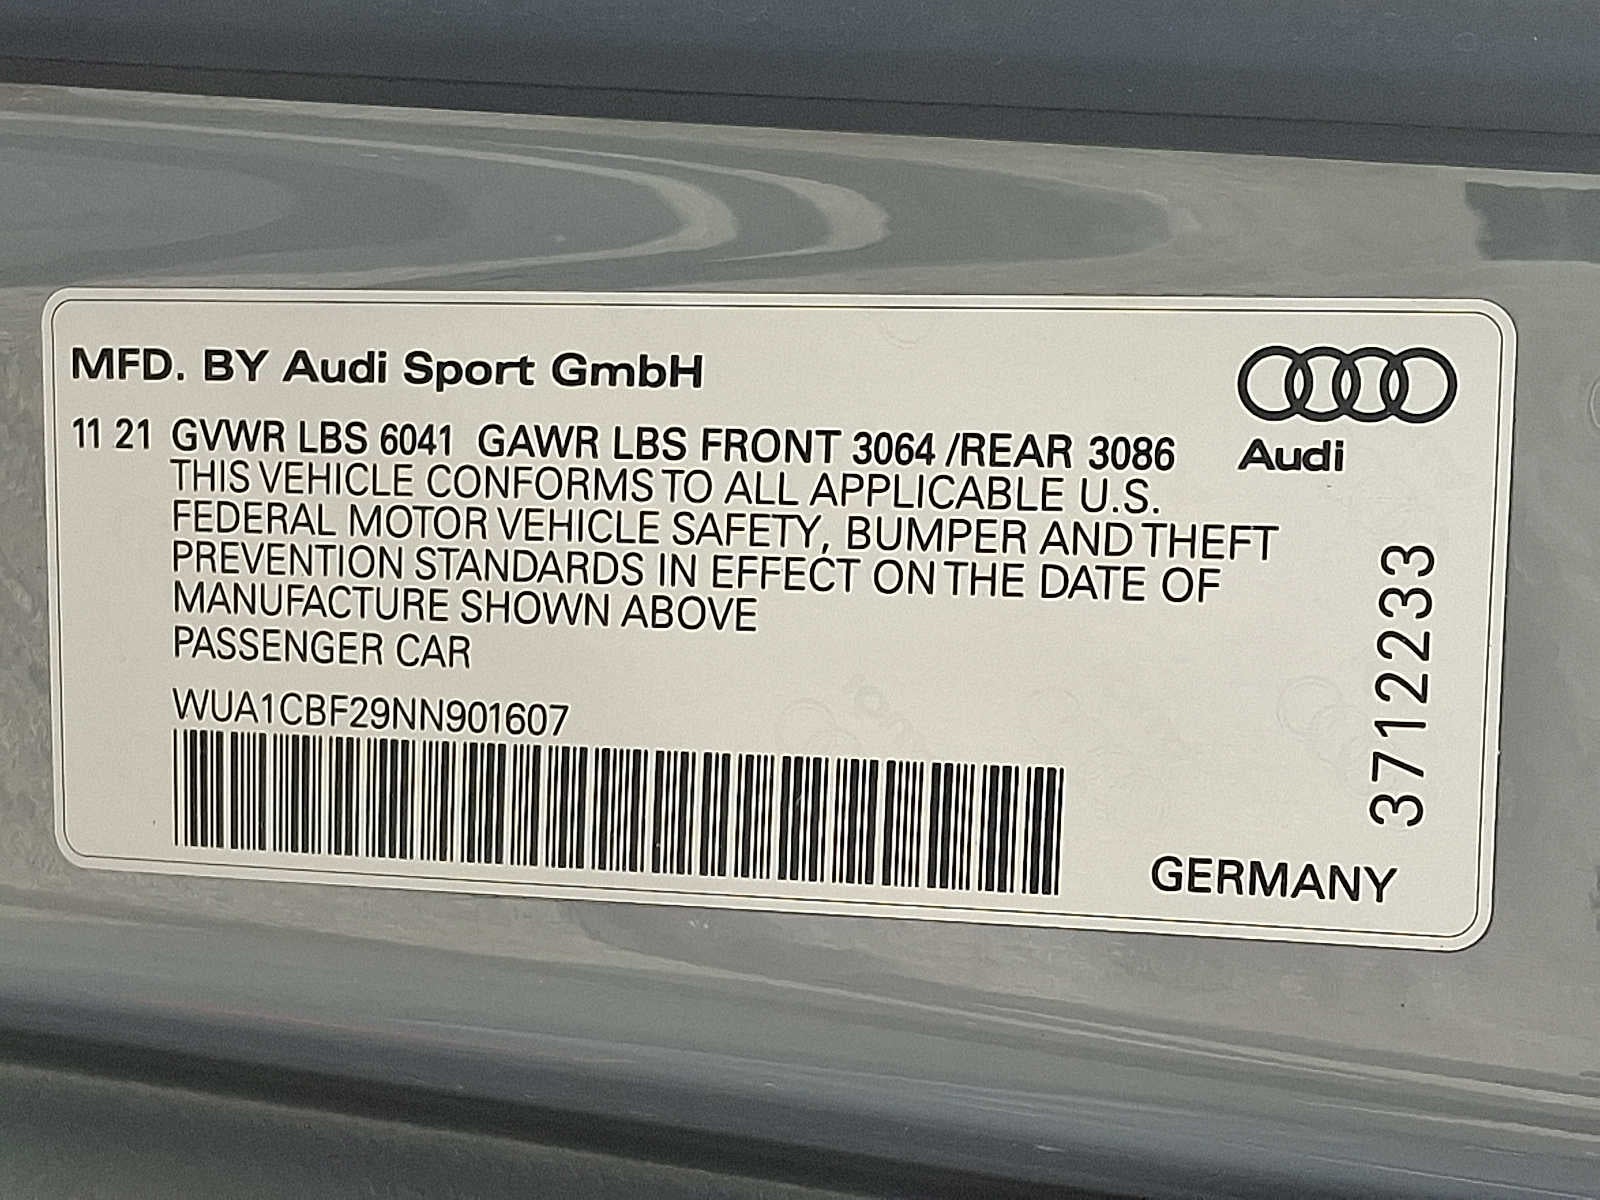 MFD. BY Audi Sport GmbH
11 21 GVWR LBS 6041 GAWR LBS FRONT 3064 /REAR 3086
THIS VEHICLE CONFORMS TO ALL APPLICABLE U.S.
FEDERAL MOTOR VEHICLE SAFETY, BUMPER AND THEFT
PREVENTION STANDARDS IN EFFECT ON THE DATE OF
MANUFACTURE SHOWN ABOVE
PASSENGER CAR
WUA1CBF29NN901607
Audi
3712233
GERMANY